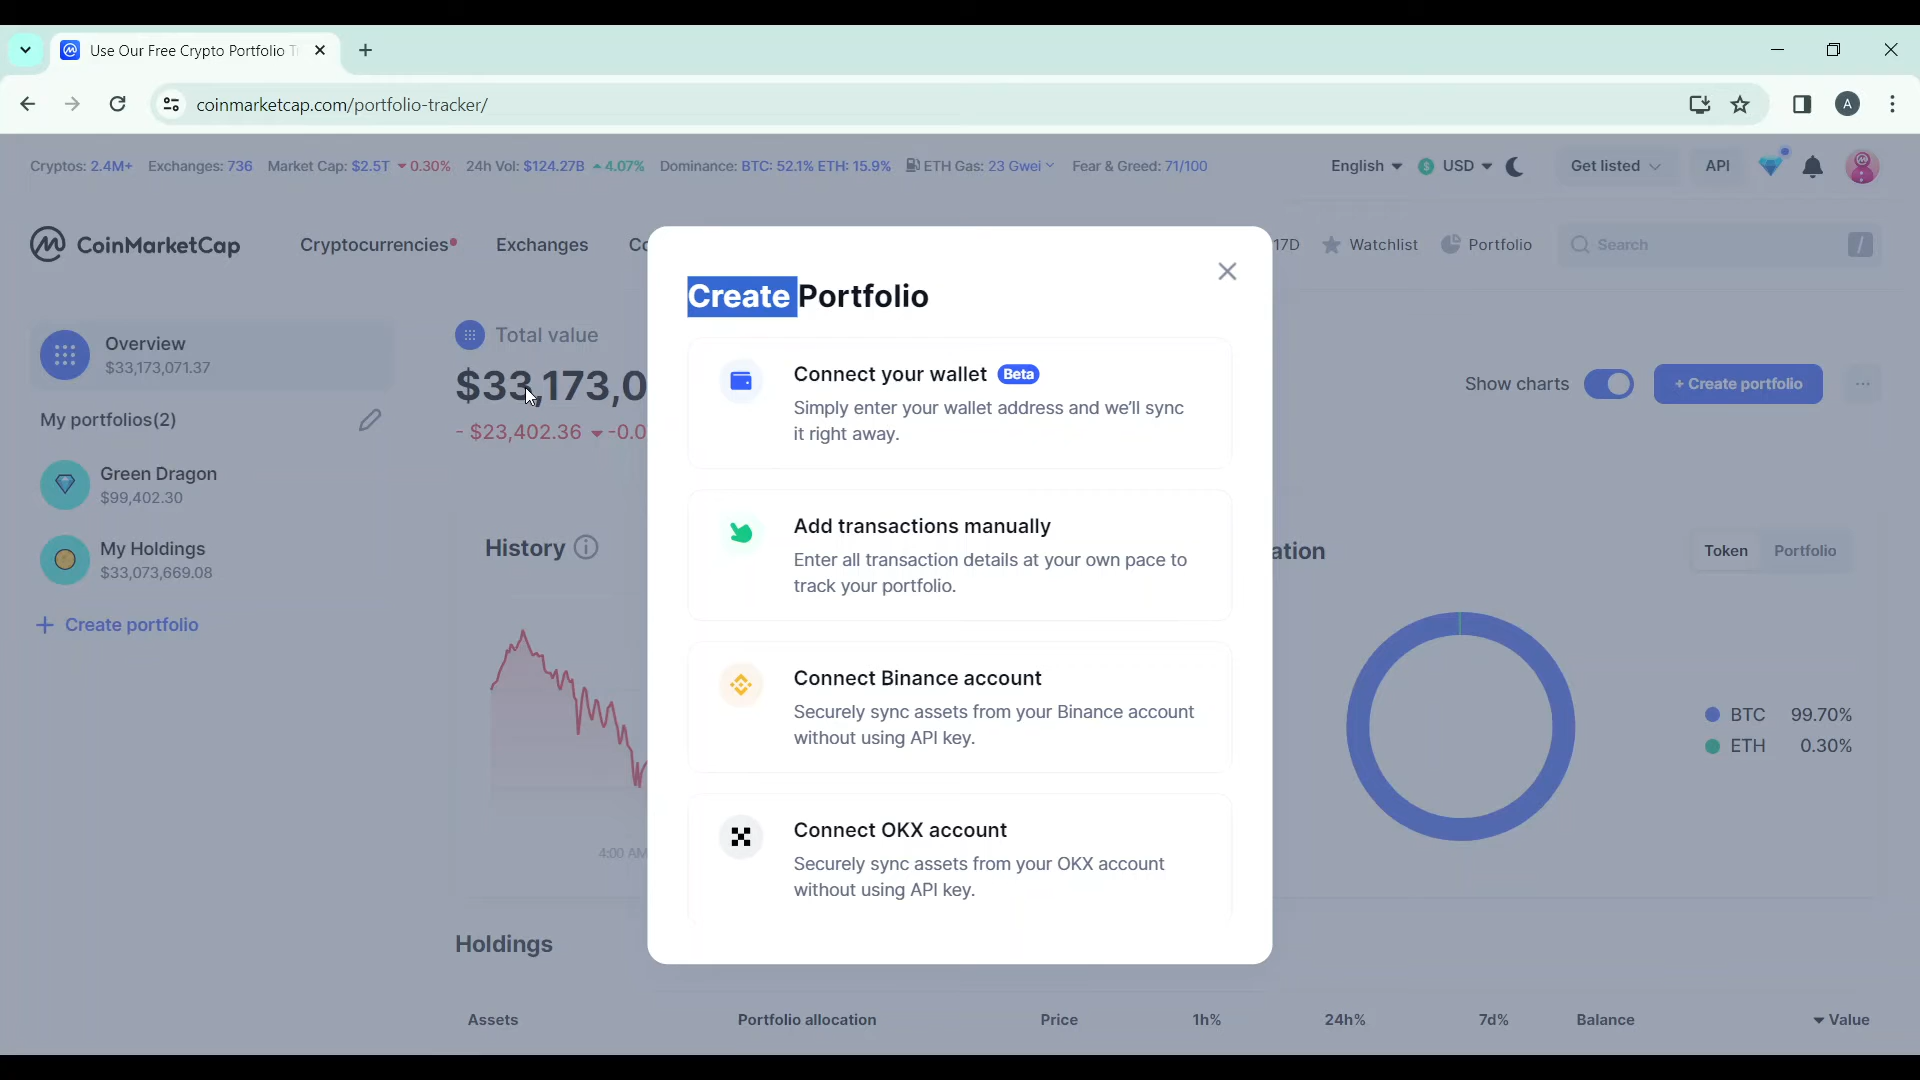 Use Our Free Crypto Portfolio T
coinmarketcap.com/portfolio-tracker/
A
Cryptos: 2.4M+ Exchanges: 736 Market Cap: $2.5T 0.30% 24h Vol: $124.27B 4.07% Dominance: BTC: 52.1% ETH: 15.9% ETH Gas: 23 Gwei Fear & Greed: 71/100
English USD Get listed API
CoinMarketCap Cryptocurrencies Exchanges Co 17D Watchlist Portfolio Search /
Create Portfolio
Overview
$33,173,071.37
My portfolios(2)
Green Dragon
$99,402.30
My Holdings
$33,073,669.08
+ Create portfolio
Total value
$33,173,0
- $23,402.36 -0.0
Show charts + Create portfolio
Connect your wallet Beta
Simply enter your wallet address and we'll sync
it right away.
Add transactions manually
Enter all transaction details at your own pace to
track your portfolio.
Connect Binance account
Securely sync assets from your Binance account
without using API key.
Connect OKX account
Securely sync assets from your OKX account
without using API key.
History
4:00 AM
ation
Token Portfolio
BTC 99.70%
ETH 0.30%
Holdings
Assets Portfolio allocation Price 1h% 24h% 7d% Balance Value